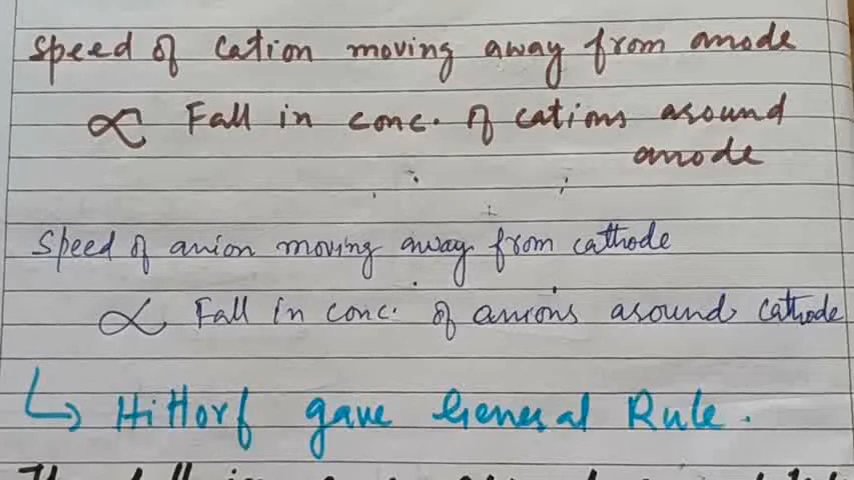 Speed of cation moving away from anode
∝ Fall in conc. of cations around
anode
Speed of anion moving away from cathode
∝ Fall in conc. of anions around cathode
↳ Hittorf gave General Rule.